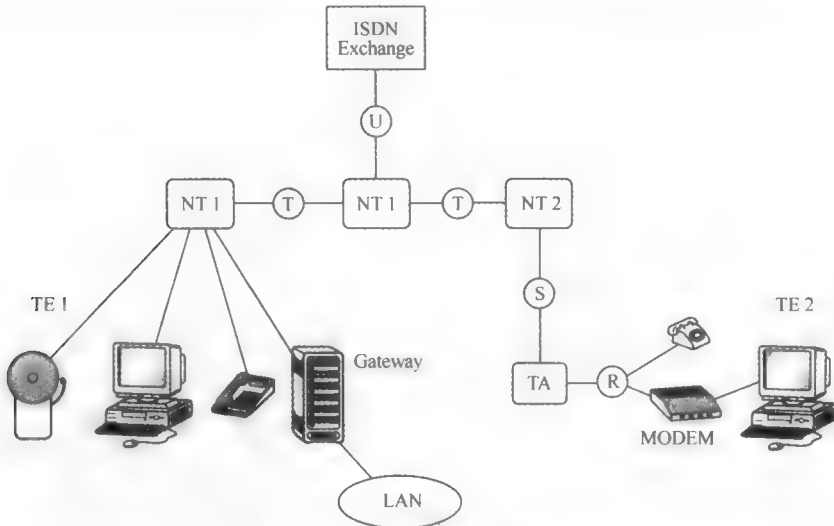 ISDN
Exchange
U
NT 1
T
NT 1
T
NT 2
TE 1
S
TE 2
Gateway
TA
R
MODEM
LAN